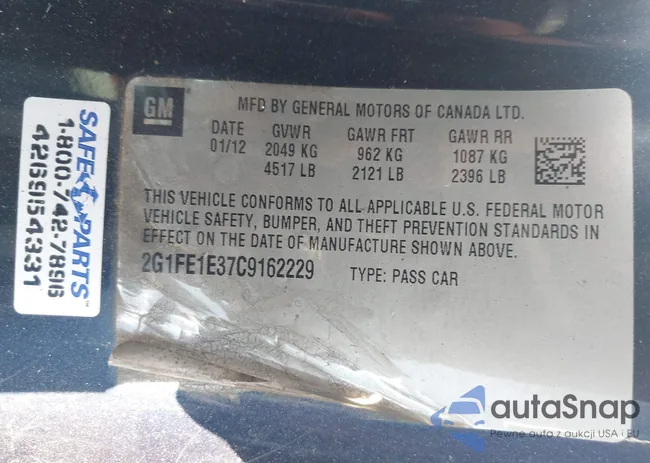 GM
MFD BY GENERAL MOTORS OF CANADA LTD.
DATE GVWR GAWR FRT GAWR RR
01/12 2049 KG 962 KG 1087 KG
4517 LB 2121 LB 2396 LB
THIS VEHICLE CONFORMS TO ALL APPLICABLE U.S. FEDERAL MOTOR
VEHICLE SAFETY, BUMPER, AND THEFT PREVENTION STANDARDS IN
EFFECT ON THE DATE OF MANUFACTURE SHOWN ABOVE.
2G1FE1E37C9162229 TYPE: PASS CAR
SAFE PARTS™
1-800-742-7896
4269154331
autaSnap
Pewne auta z aukcji USA i EU